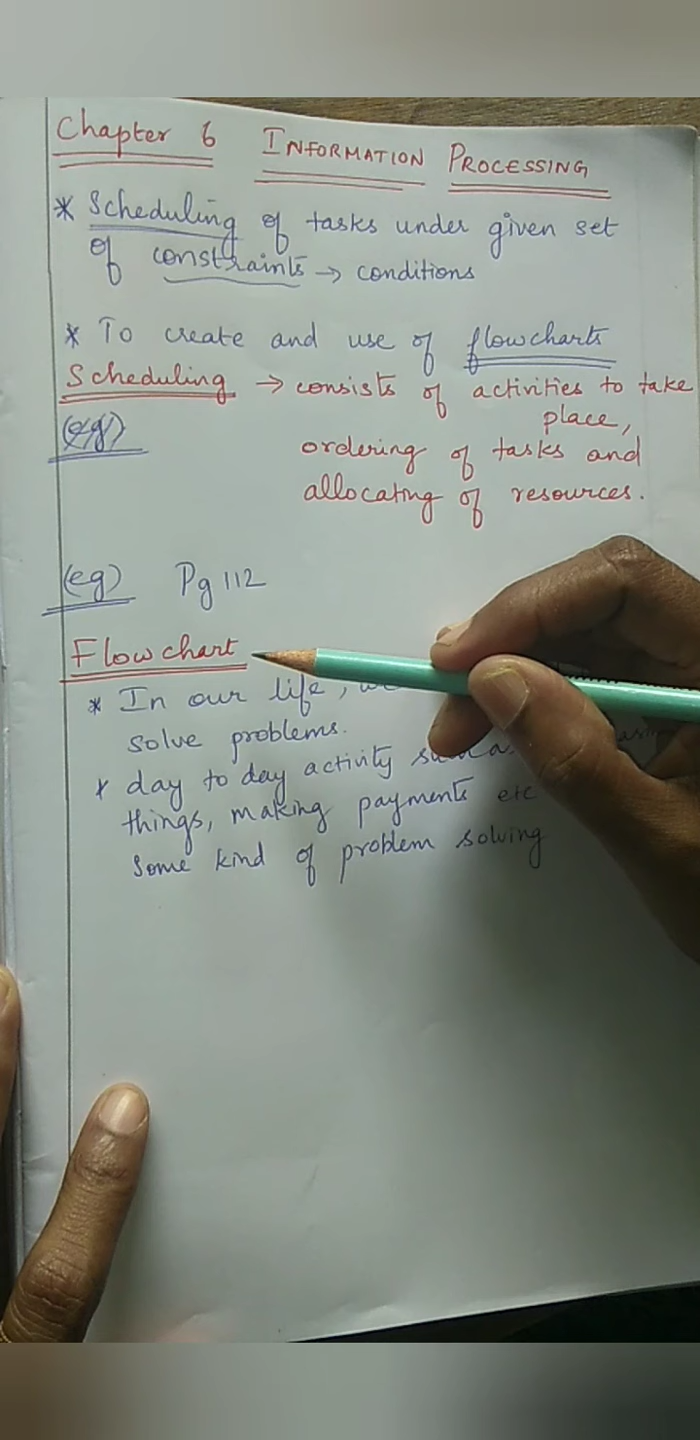 Chapter 6 INFORMATION PROCESSING
* Scheduling of tasks under given set
of constraints → conditions
* To create and use of flowcharts
Scheduling → consists of activities to take
place,
(eg)
ordering of tasks and
allocating of resources.
(eg) Pg 112
Flowchart
* In our life,
solve problems.
* day to day activity
things, making payments etc
Some kind of problem solving